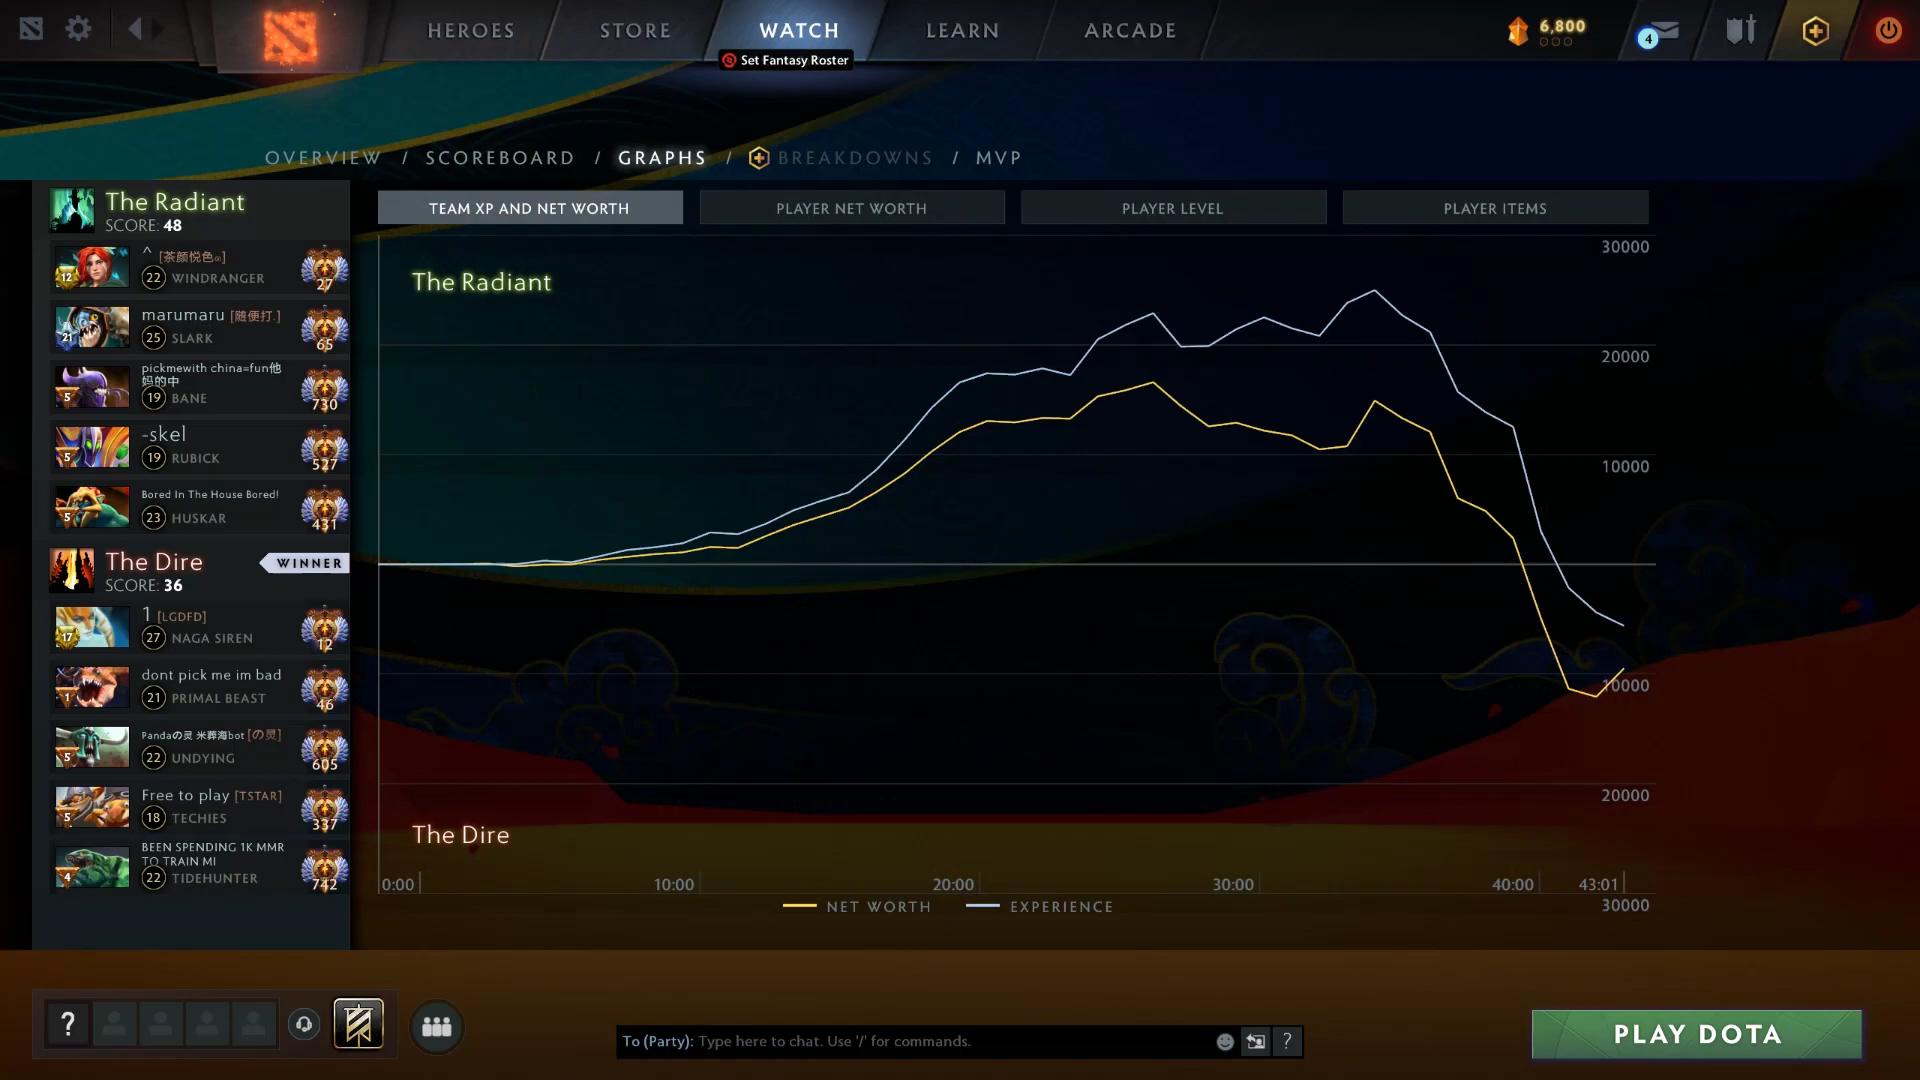 HEROES
STORE
WATCH
LEARN
ARCADE
6,800
4
Set Fantasy Roster
OVERVIEW / SCOREBOARD / GRAPHS / BREAKDOWNS / MVP
The Radiant
SCORE: 48
12
^ [茶颜悦色⊙]
22 WINDRANGER
27
21
marumaru [随便打.]
25 SLARK
65
5
pickmewith china=fun他
妈的中
19 BANE
730
5
-skel
19 RUBICK
527
5
Bored In The House Bored!
23 HUSKAR
431
The Dire
WINNER
SCORE: 36
17
1 [LGDFD]
27 NAGA SIREN
12
1
dont pick me im bad
21 PRIMAL BEAST
46
5
Pandaの灵 米葬海bot [の灵]
22 UNDYING
605
5
Free to play [TSTAR]
18 TECHIES
337
4
BEEN SPENDING 1K MMR
TO TRAIN MI
22 TIDEHUNTER
742
TEAM XP AND NET WORTH
PLAYER NET WORTH
PLAYER LEVEL
PLAYER ITEMS
The Radiant
30000
20000
10000
10000
20000
30000
The Dire
0:00
10:00
20:00
30:00
40:00
43:01
NET WORTH
EXPERIENCE
?
To (Party): Type here to chat. Use '/' for commands.
?
PLAY DOTA